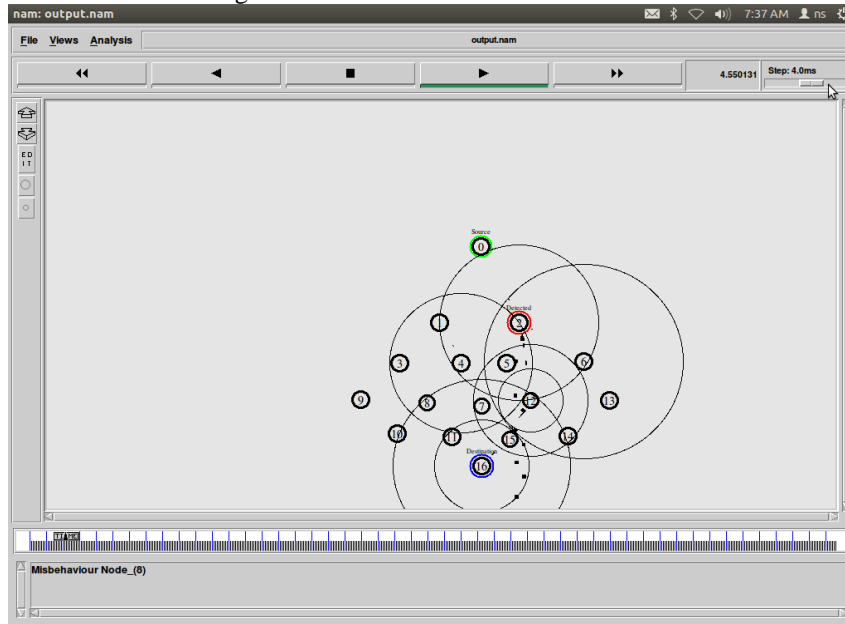 nam: output.nam
7:37 AM ns
File Views Analysis
output.nam
4.550131
Step: 4.0ms
E D
I T
Source
0
Detected
1
2
3
4
5
6
9
8
7
12
13
10
11
15
14
Destination
16
TIME
Misbehaviour Node_(8)